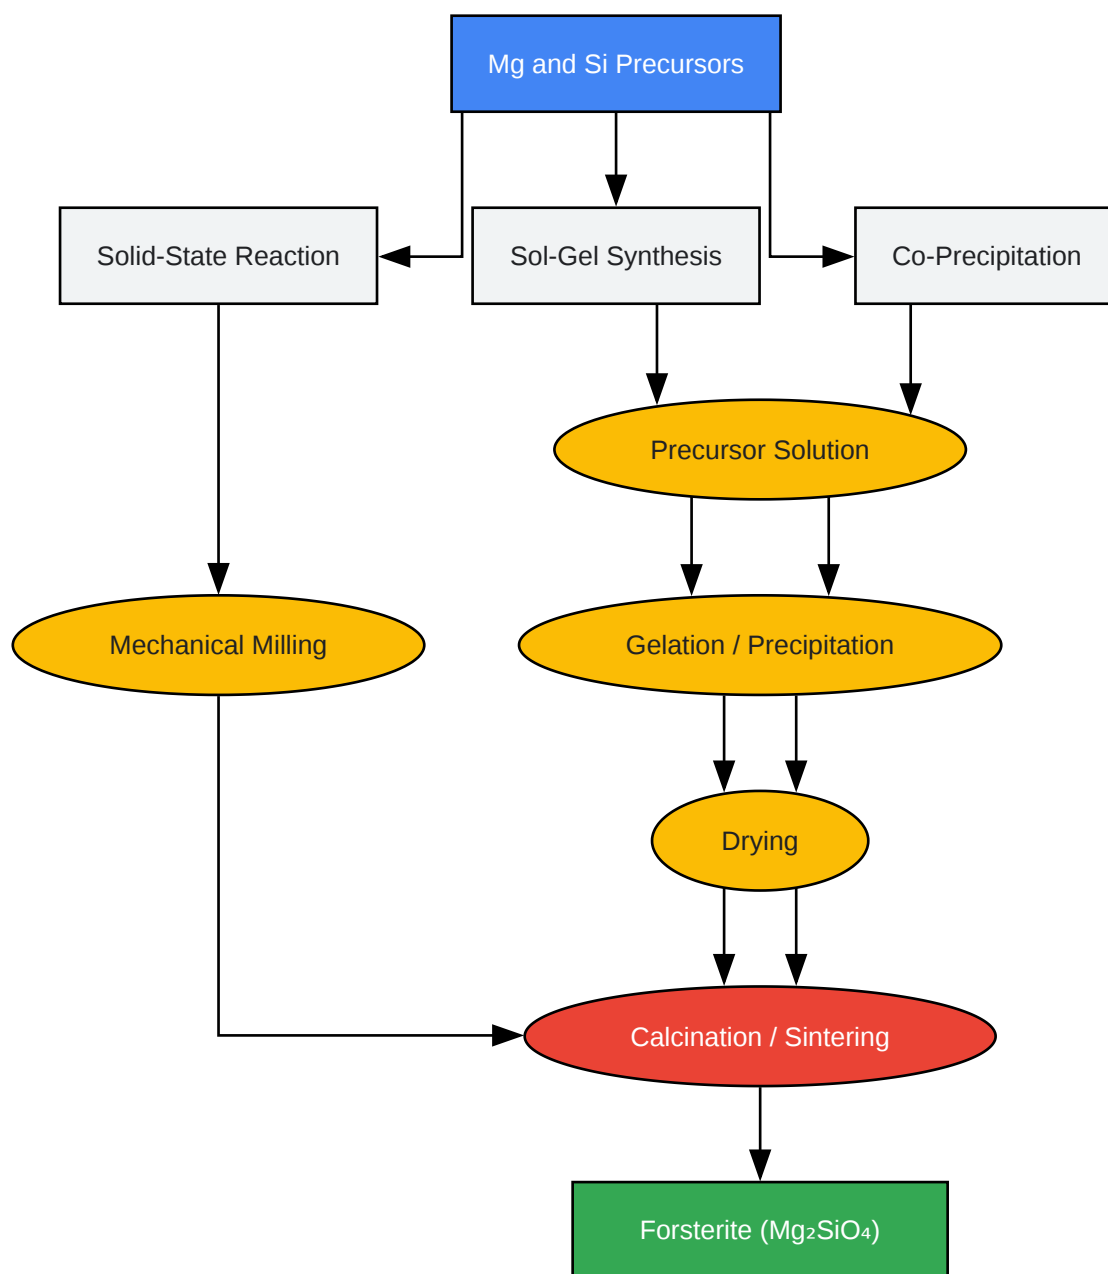 Mg and Si Precursors
Solid-State Reaction
Sol-Gel Synthesis
Co-Precipitation
Precursor Solution
Mechanical Milling
Gelation / Precipitation
Drying
Calcination / Sintering
Forsterite (Mg₂SiO₄)